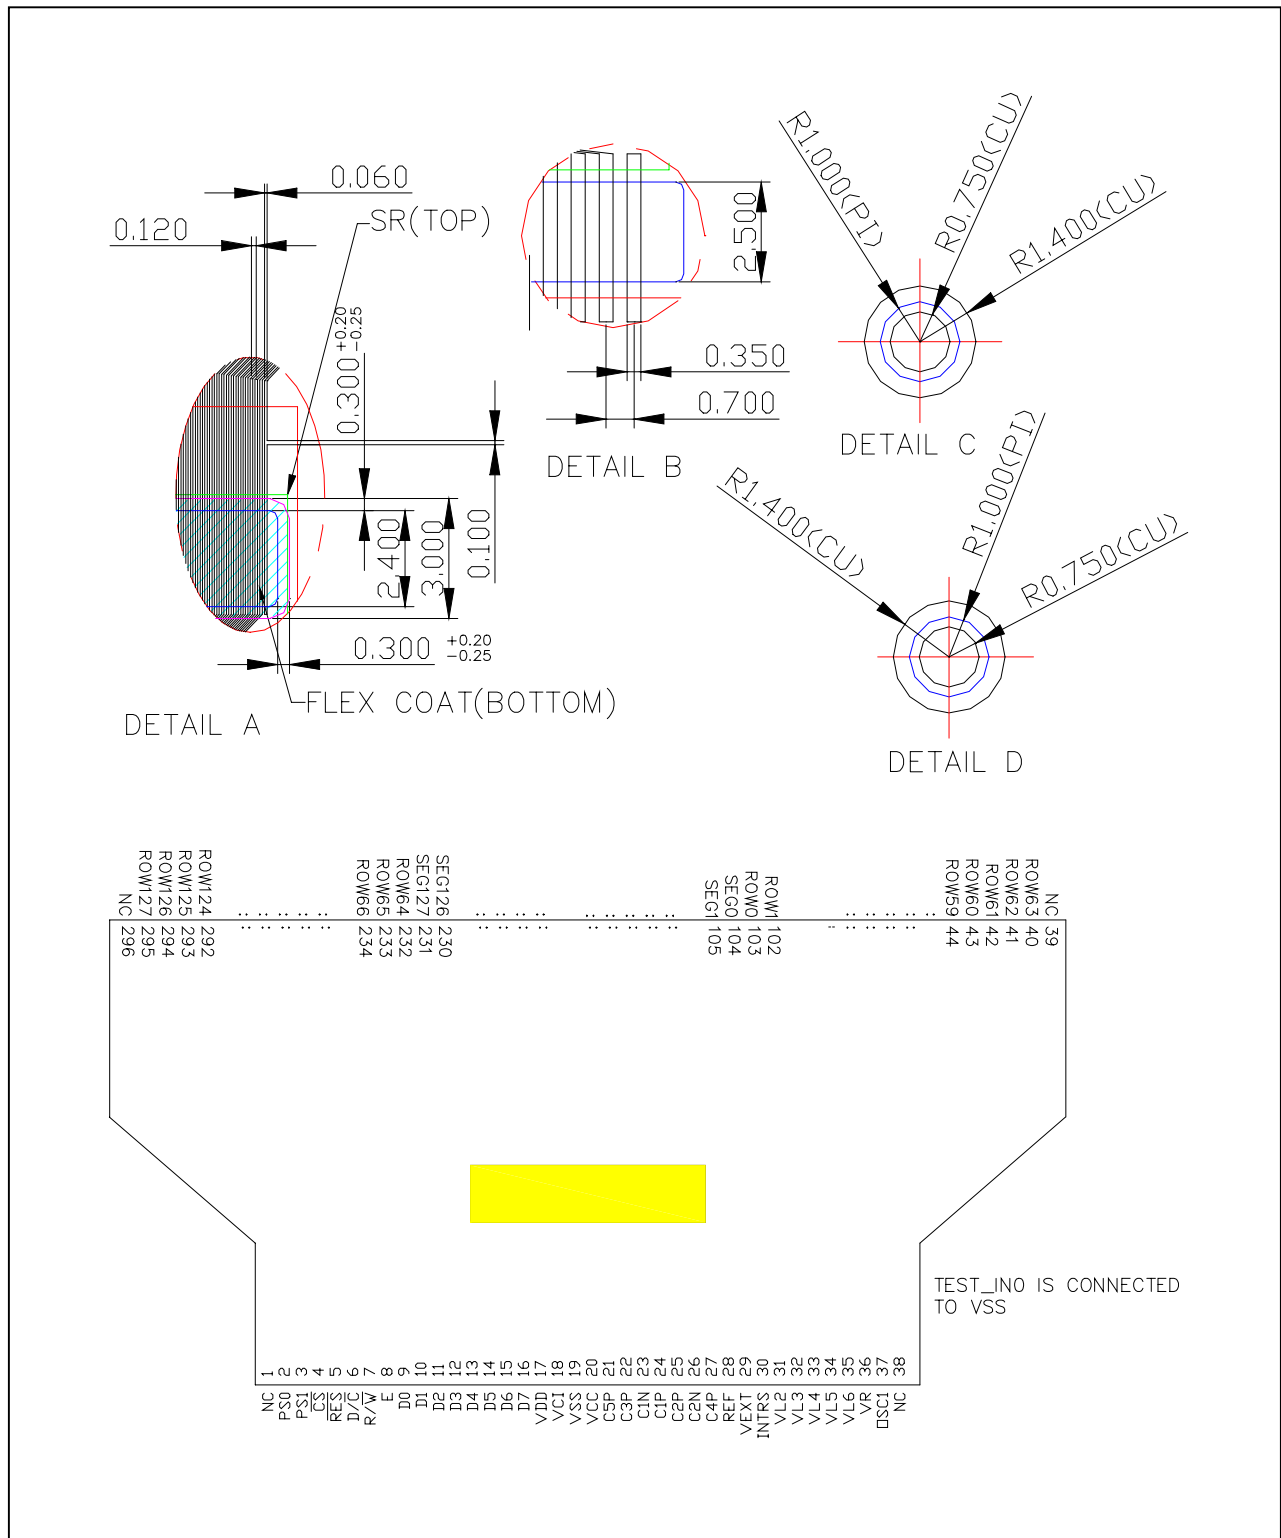 0.060
SR(TOP)
0.120
0.300 +0.20 -0.25
2.400
3.000
0.100
0.300 +0.20 -0.25
FLEX COAT(BOTTOM)
DETAIL A
2.500
0.350
0.700
DETAIL B
R1.000(PI)
R0.750(CU)
R1.400(CU)
DETAIL C
R1.400(CU)
R1.000(PI)
R0.750(CU)
DETAIL D
NC 296
ROW127 295
ROW126 294
ROW125 293
ROW124 292
ROW66 234
ROW65 233
ROW64 232
SEG127 231
SEG126 230
SEG1 105
SEG0 104
ROW0 103
ROW1 102
ROW59 44
ROW60 43
ROW61 42
ROW62 41
ROW63 40
NC 39
TEST_IN0 IS CONNECTED
TO VSS
NC 1
PS0 2
PS1 3
CS 4
RES 5
D/C 6
R/W 7
E 8
D0 9
D1 10
D2 11
D3 12
D4 13
D5 14
D6 15
D7 16
VDD 17
VCI 18
VSS 19
VCC 20
C5P 21
C3P 22
C1N 23
C1P 24
C2P 25
C2N 26
C4P 27
REF 28
VEXT 29
INTRS 30
VL2 31
VL3 32
VL4 33
VL5 34
VL6 35
VR 36
OSC1 37
NC 38